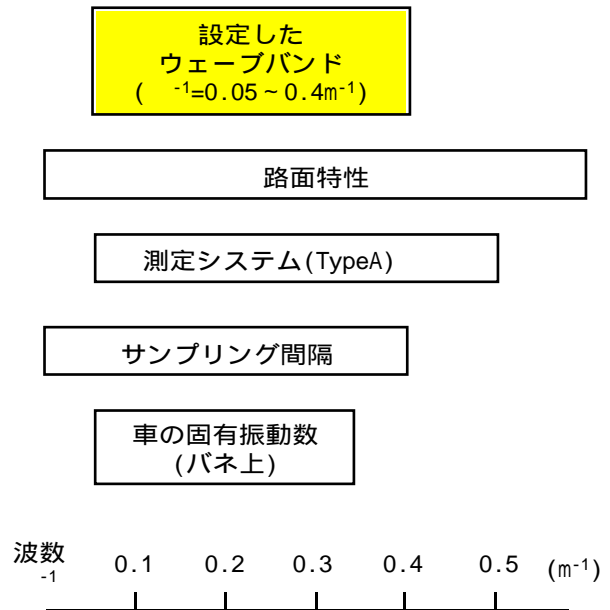 設定した
ウェーブバンド
( ⁻¹=0.05～0.4m⁻¹)
路面特性
測定システム(TypeA)
サンプリング間隔
車の固有振動数
(バネ上)
波数
⁻¹ 0.1 0.2 0.3 0.4 0.5 (m⁻¹)